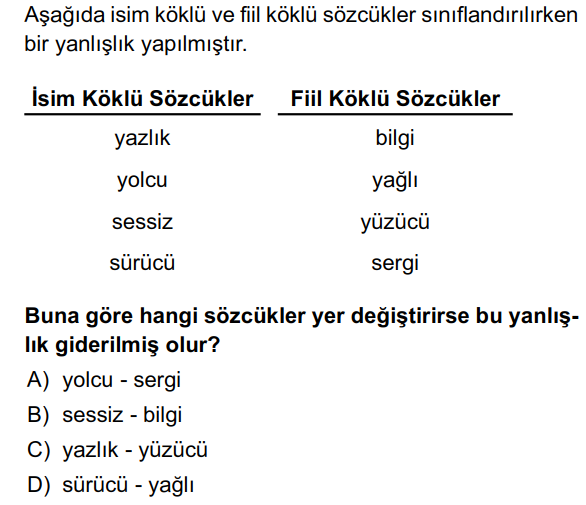 Aşağıda isim köklü ve fiil köklü sözcükler sınıflandırılırken
bir yanlışlık yapılmıştır.
İsim Köklü Sözcükler Fiil Köklü Sözcükler
yazlık bilgi
yolcu yağlı
sessiz yüzücü
sürücü sergi
Buna göre hangi sözcükler yer değiştirirse bu yanlış-
lık giderilmiş olur?
A) yolcu - sergi
B) sessiz - bilgi
C) yazlık - yüzücü
D) sürücü - yağlı